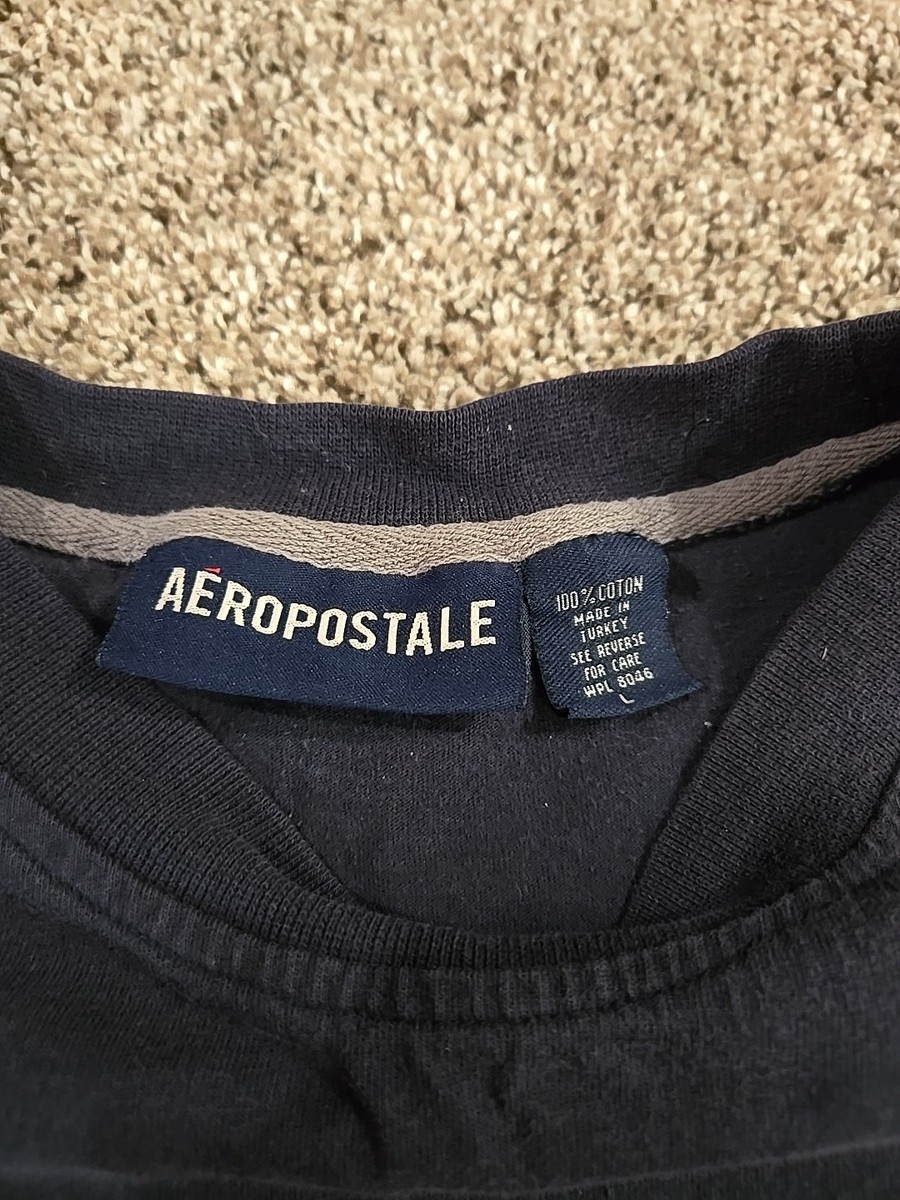 AÉROPOSTALE
100% COTON
MADE IN
TURKEY
SEE REVERSE
FOR CARE
WPL 8046
L